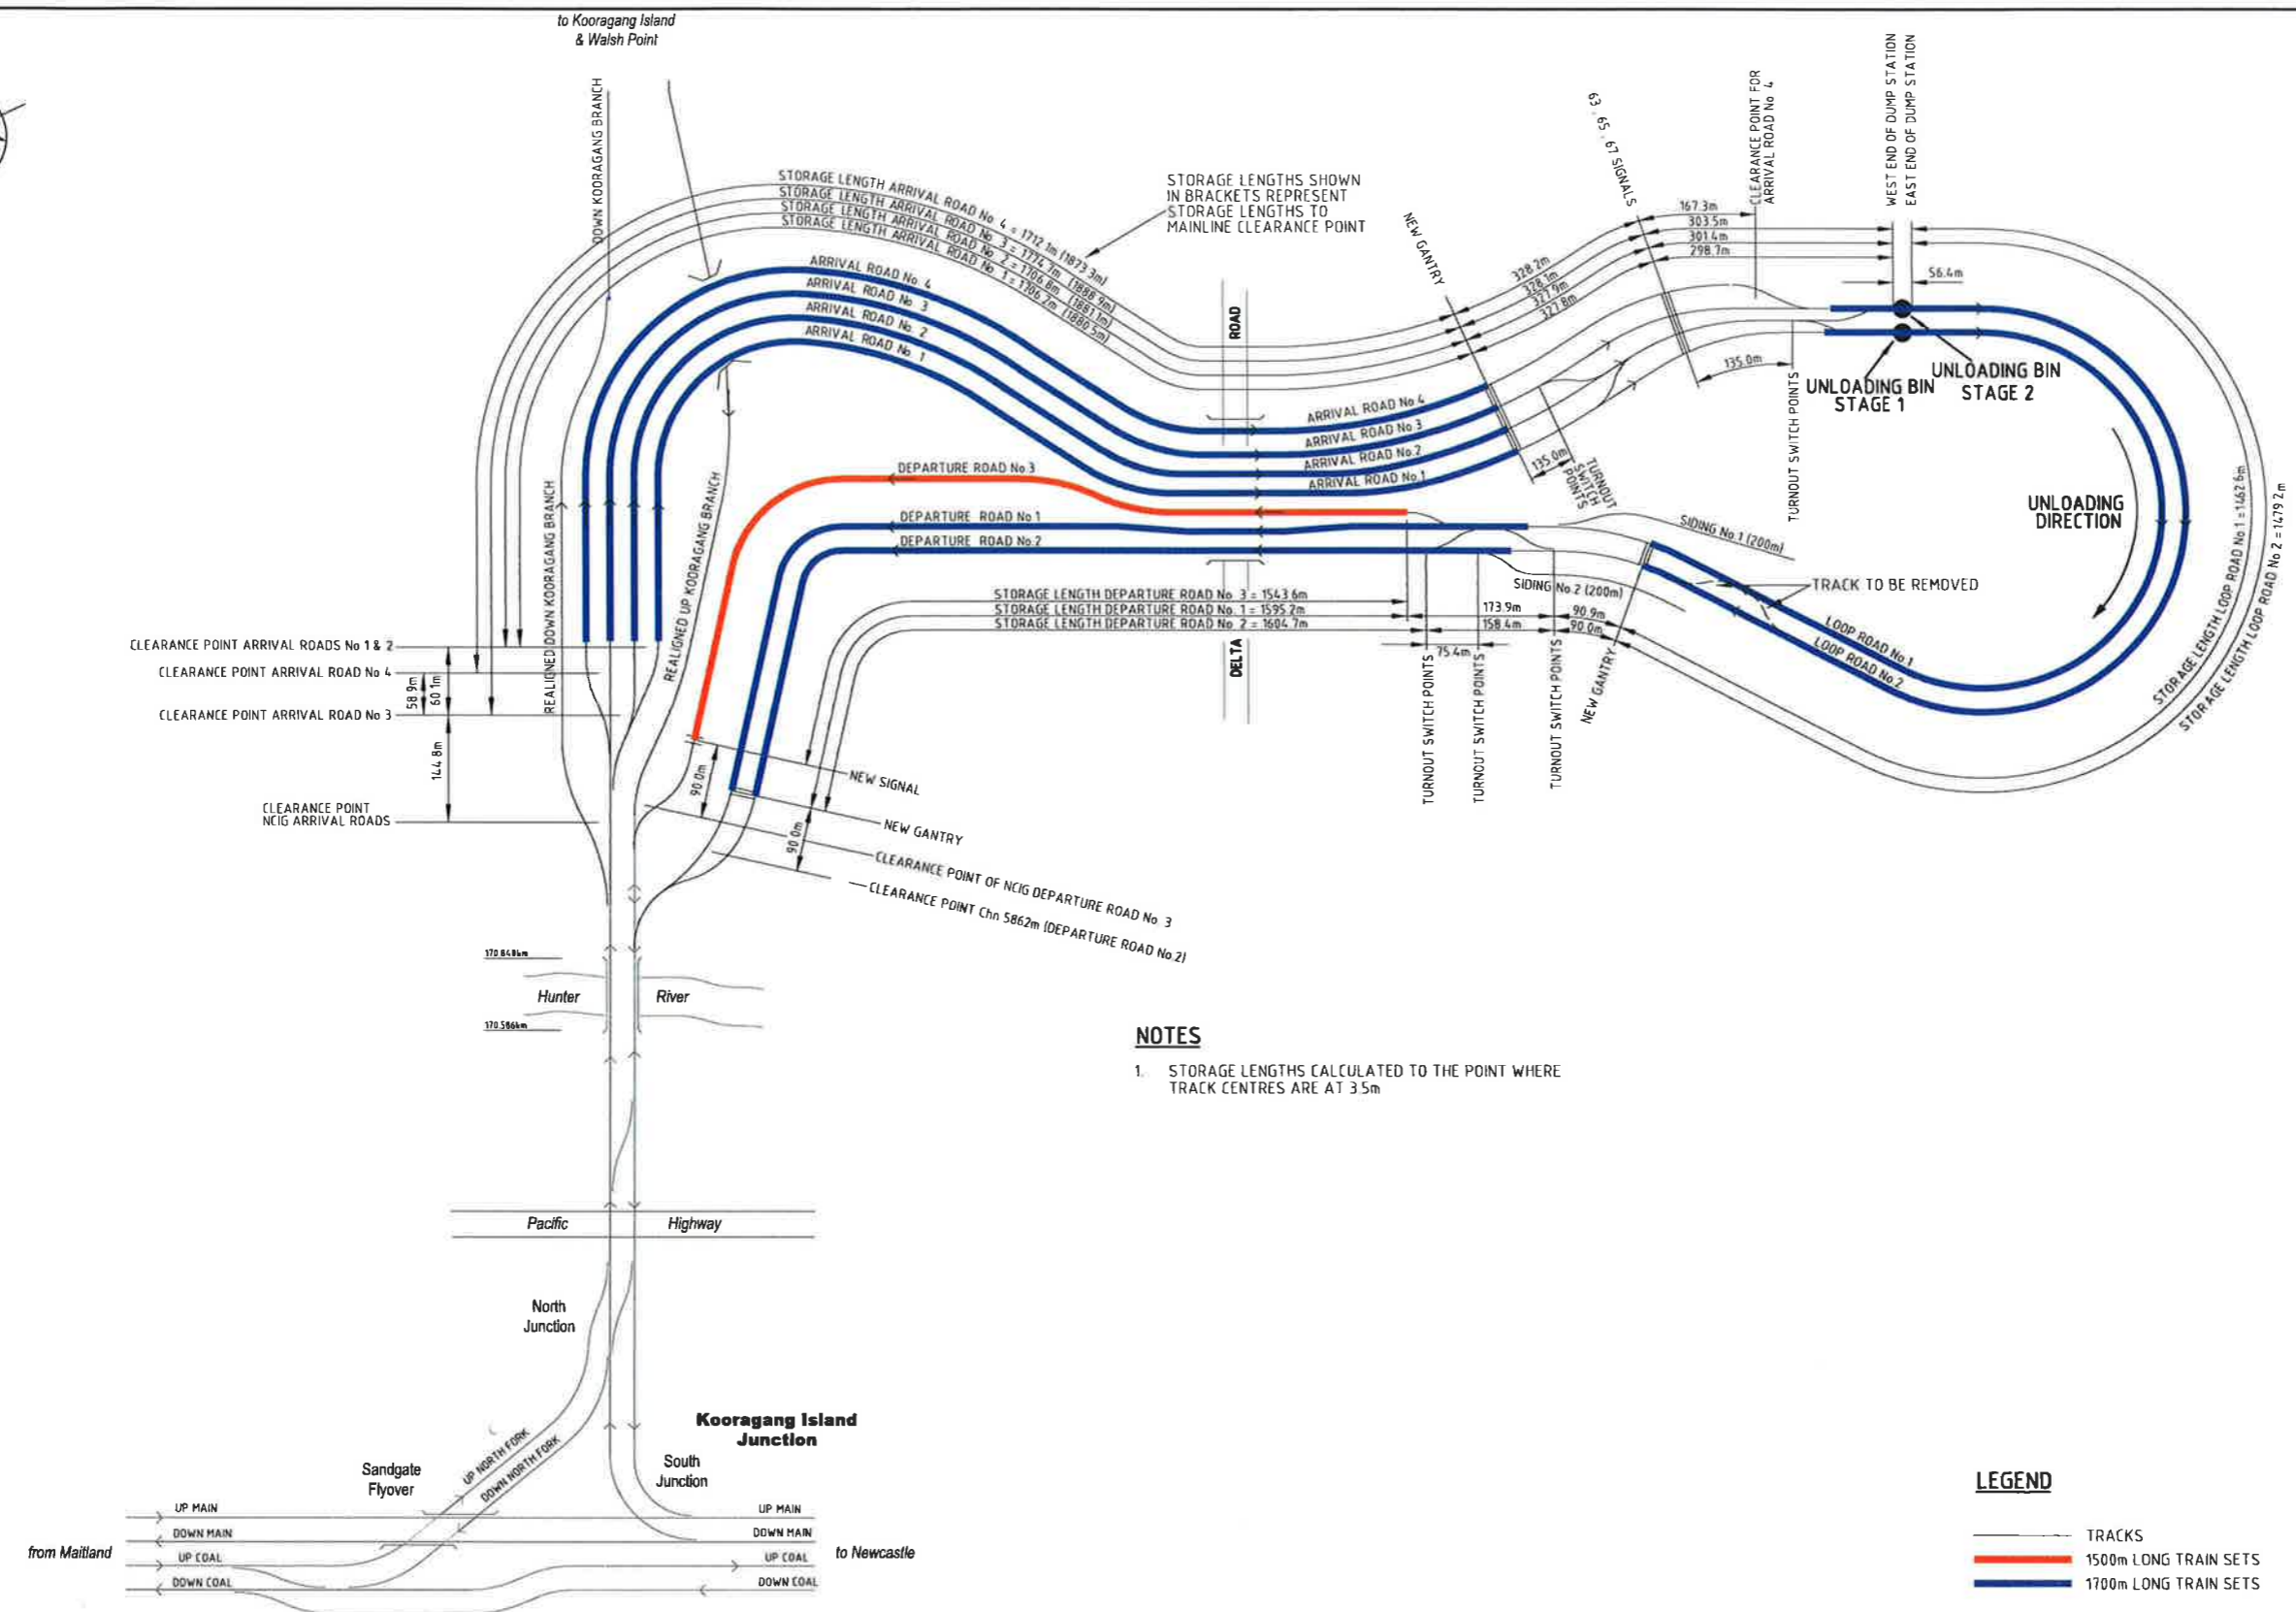 to Kooragang Island
& Walsh Point
DOWN KOORAGANG BRANCH
STORAGE LENGTH ARRIVAL ROAD No 4 = 1712.1m (1873.3m)
STORAGE LENGTH ARRIVAL ROAD No. 3 = 1774.7m (1888.9m)
STORAGE LENGTH ARRIVAL ROAD No 2 = 1706.8m (1881.1m)
STORAGE LENGTH ARRIVAL ROAD No 1 = 1706.2m (1880.5m)
STORAGE LENGTHS SHOWN
IN BRACKETS REPRESENT
STORAGE LENGTHS TO
MAINLINE CLEARANCE POINT
NEW GANTRY
63, 65, 67 SIGNALS
CLEARANCE POINT FOR
ARRIVAL ROAD No 4
WEST END OF DUMP STATION
EAST END OF DUMP STATION
167.3m
303.5m
301.4m
298.7m
328.2m
328.1m
327.9m
327.8m
56.4m
ARRIVAL ROAD No. 4
ARRIVAL ROAD No. 3
ARRIVAL ROAD No. 2
ARRIVAL ROAD No. 1
ROAD
135.0m
TURNOUT SWITCH POINTS
UNLOADING BIN
STAGE 1
UNLOADING BIN
STAGE 2
ARRIVAL ROAD No 4
ARRIVAL ROAD No 3
ARRIVAL ROAD No.2
ARRIVAL ROAD No.1
135.0m
TURNOUT
SWITCH
POINTS
UNLOADING
DIRECTION
STORAGE LENGTH LOOP ROAD No 1 = 1462.6m
STORAGE LENGTH LOOP ROAD No 2 = 1479.2m
REALIGNED DOWN KOORAGANG BRANCH
REALIGNED UP KOORAGANG BRANCH
DEPARTURE ROAD No.3
DEPARTURE ROAD No.1
DEPARTURE ROAD No.2
SIDING No.1 (200m)
SIDING No.2 (200m)
TRACK TO BE REMOVED
LOOP ROAD No.1
LOOP ROAD No.2
STORAGE LENGTH DEPARTURE ROAD No. 3 = 1543.6m
STORAGE LENGTH DEPARTURE ROAD No. 1 = 1595.2m
STORAGE LENGTH DEPARTURE ROAD No. 2 = 1604.7m
173.9m
158.4m
90.9m
90.0m
75.4m
DELTA
TURNOUT SWITCH POINTS
TURNOUT SWITCH POINTS
TURNOUT SWITCH POINTS
NEW GANTRY
CLEARANCE POINT ARRIVAL ROADS No 1 & 2
CLEARANCE POINT ARRIVAL ROAD No 4
CLEARANCE POINT ARRIVAL ROAD No 3
58.9m
60.1m
144.8m
CLEARANCE POINT
NCIG ARRIVAL ROADS
90.0m
90.0m
NEW SIGNAL
NEW GANTRY
CLEARANCE POINT OF NCIG DEPARTURE ROAD No. 3
CLEARANCE POINT Chn 5862m (DEPARTURE ROAD No.2)
170.848km
Hunter River
170.586km
NOTES
1. STORAGE LENGTHS CALCULATED TO THE POINT WHERE
TRACK CENTRES ARE AT 3.5m
Pacific Highway
North
Junction
Kooragang Island
Junction
South
Junction
Sandgate
Flyover
UP NORTH FORK
DOWN NORTH FORK
UP MAIN
DOWN MAIN
UP COAL
DOWN COAL
from Maitland
UP MAIN
DOWN MAIN
UP COAL
DOWN COAL
to Newcastle
LEGEND
TRACKS
1500m LONG TRAIN SETS
1700m LONG TRAIN SETS